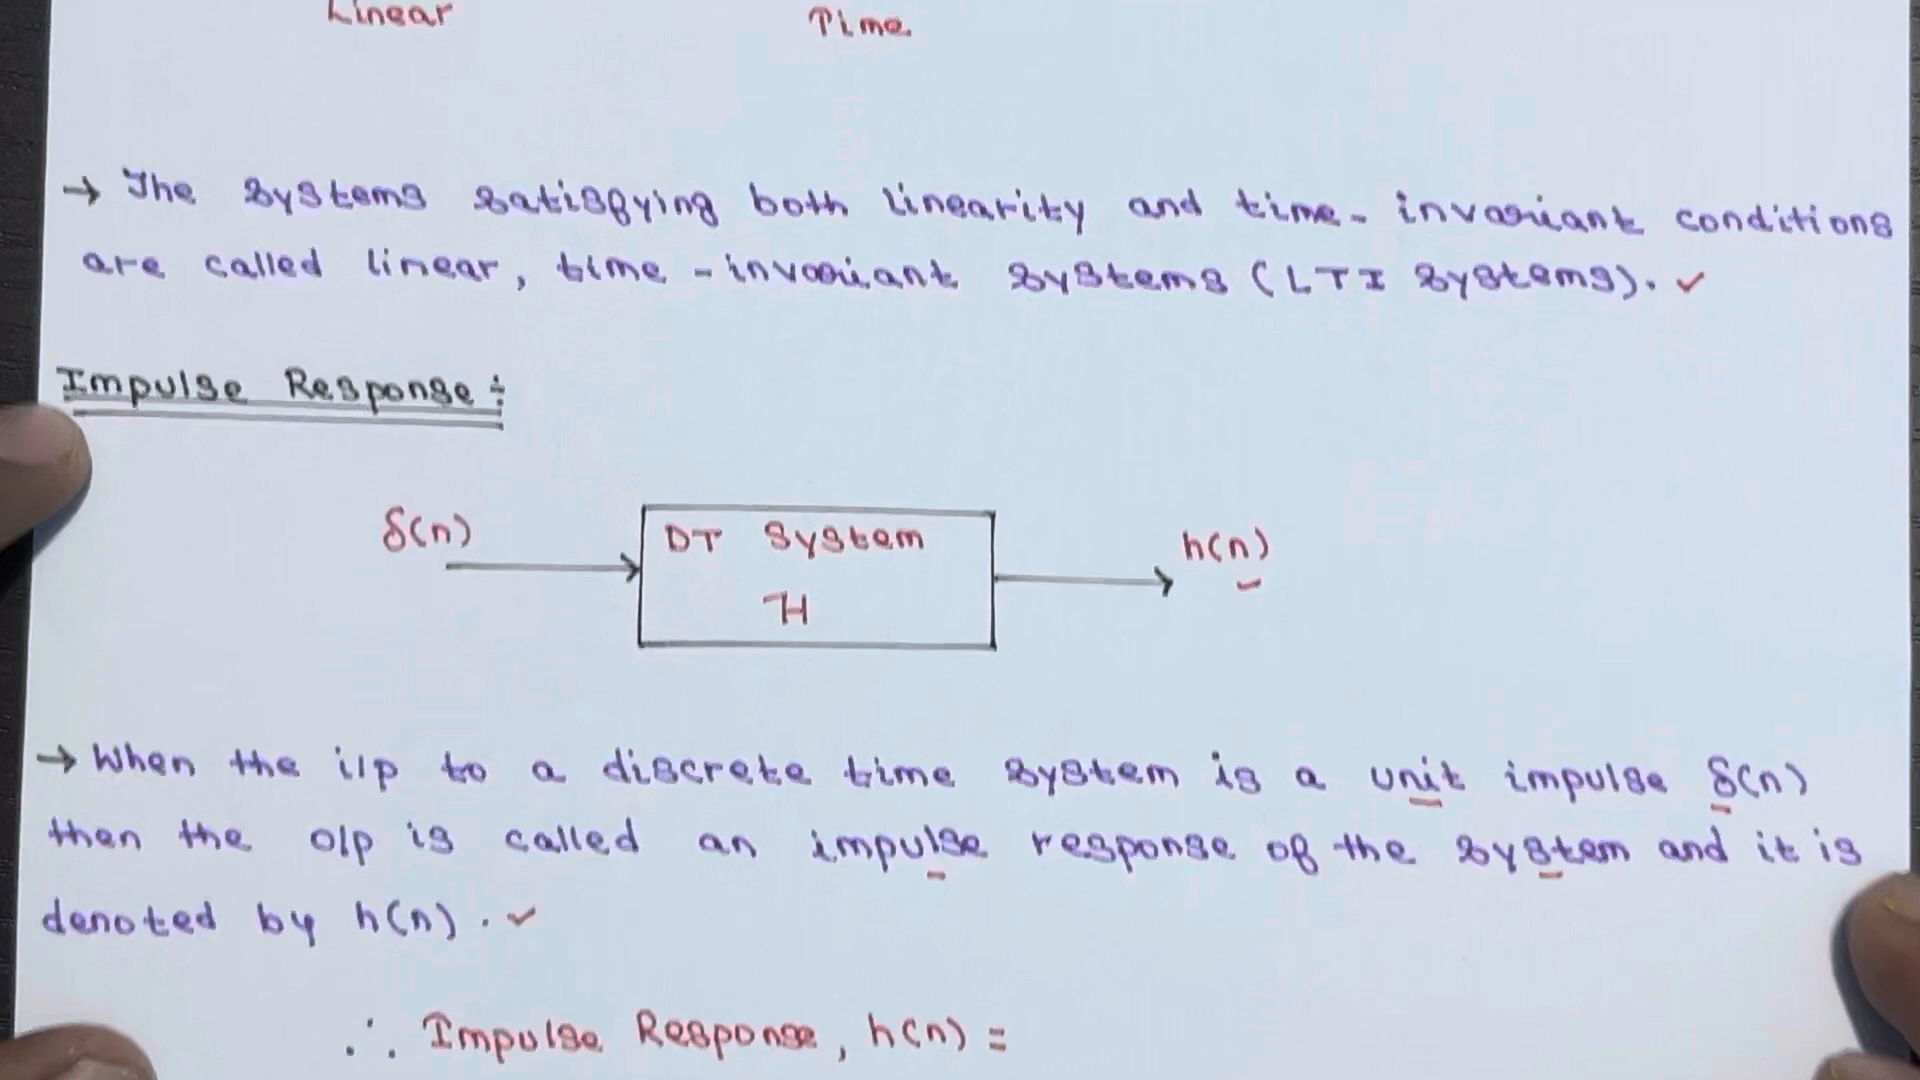 Linear Time
→ The systems satisfying both linearity and time-invariant conditions
are called linear, time-invariant systems (LTI systems). ✓
Impulse Response :
δ(n) DT System h(n)
H
→ When the i/p to a discrete time system is a unit impulse δ(n)
then the o/p is called an impulse response of the system and it is
denoted by h(n). ✓
∴ Impulse Response, h(n) =